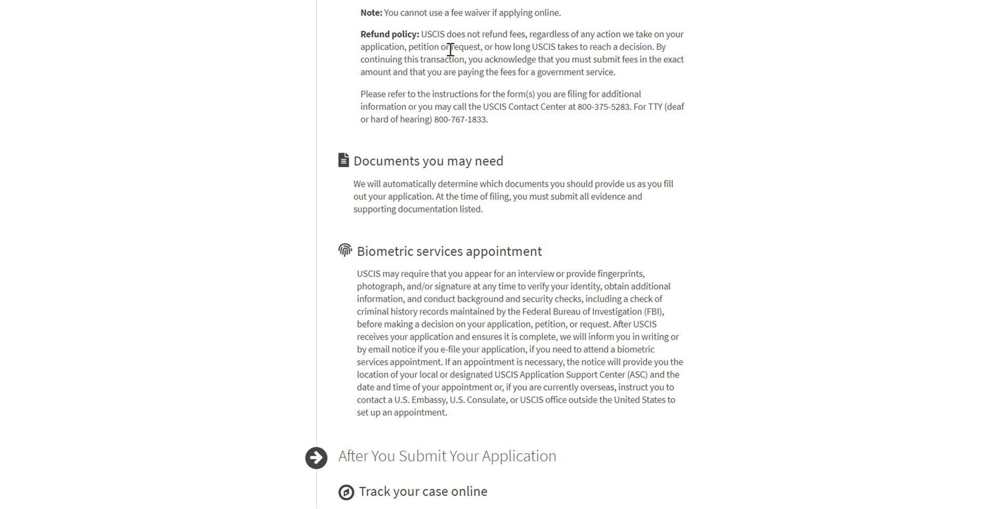 Note: You cannot use a fee waiver if applying online.
Refund policy: USCIS does not refund fees, regardless of any action we take on your
application, petition or request, or how long USCIS takes to reach a decision. By
continuing this transaction, you acknowledge that you must submit fees in the exact
amount and that you are paying the fees for a government service.
Please refer to the instructions for the form(s) you are filing for additional
information or you may call the USCIS Contact Center at 800-375-5283. For TTY (deaf
or hard of hearing) 800-767-1833.
Documents you may need
We will automatically determine which documents you should provide us as you fill
out your application. At the time of filing, you must submit all evidence and
supporting documentation listed.
Biometric services appointment
USCIS may require that you appear for an interview or provide fingerprints,
photograph, and/or signature at any time to verify your identity, obtain additional
information, and conduct background and security checks, including a check of
criminal history records maintained by the Federal Bureau of Investigation (FBI),
before making a decision on your application, petition, or request. After USCIS
receives your application and ensures it is complete, we will inform you in writing or
by email notice if you e-file your application, if you need to attend a biometric
services appointment. If an appointment is necessary, the notice will provide you the
location of your local or designated USCIS Application Support Center (ASC) and the
date and time of your appointment or, if you are currently overseas, instruct you to
contact a U.S. Embassy, U.S. Consulate, or USCIS office outside the United States to
set up an appointment.
After You Submit Your Application
Track your case online